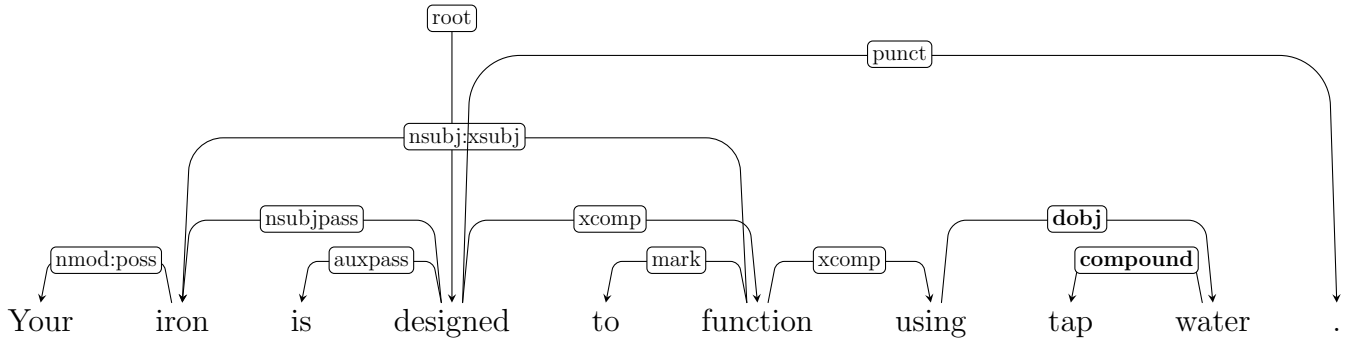 root
punct
nsubj:xsubj
nsubjpass xcomp dobj
nmod:poss auxpass mark xcomp compound
Your iron is designed to function using tap water .